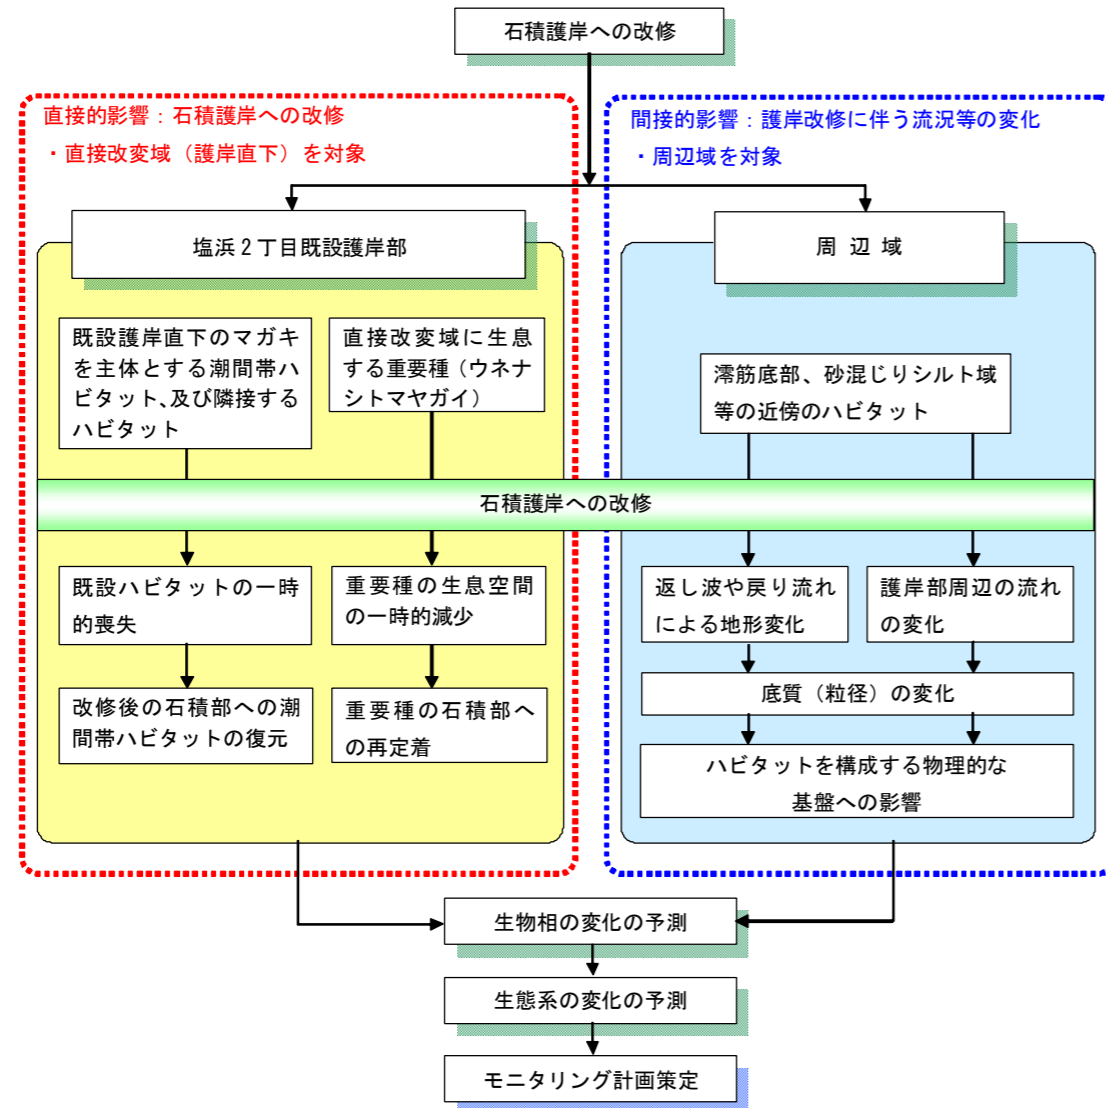 石積護岸への改修
直接的影響：石積護岸への改修
・直接改変域（護岸直下）を対象
間接的影響：護岸改修に伴う流況等の変化
・周辺域を対象
塩浜２丁目既設護岸部
周 辺 域
既設護岸直下のマガキ
を主体とする潮間帯ハ
ビタット、及び隣接する
ハビタット
直接改変域に生息
する重要種（ウネナ
シトマヤガイ）
澪筋底部、砂混じりシルト域
等の近傍のハビタット
石積護岸への改修
既設ハビタットの一時
的喪失
重要種の生息空間
の一時的減少
返し波や戻り流れ
による地形変化
護岸部周辺の流れ
の変化
改修後の石積部への潮
間帯ハビタットの復元
重要種の石積部へ
の再定着
底質（粒径）の変化
ハビタットを構成する物理的な
基盤への影響
生物相の変化の予測
生態系の変化の予測
モニタリング計画策定